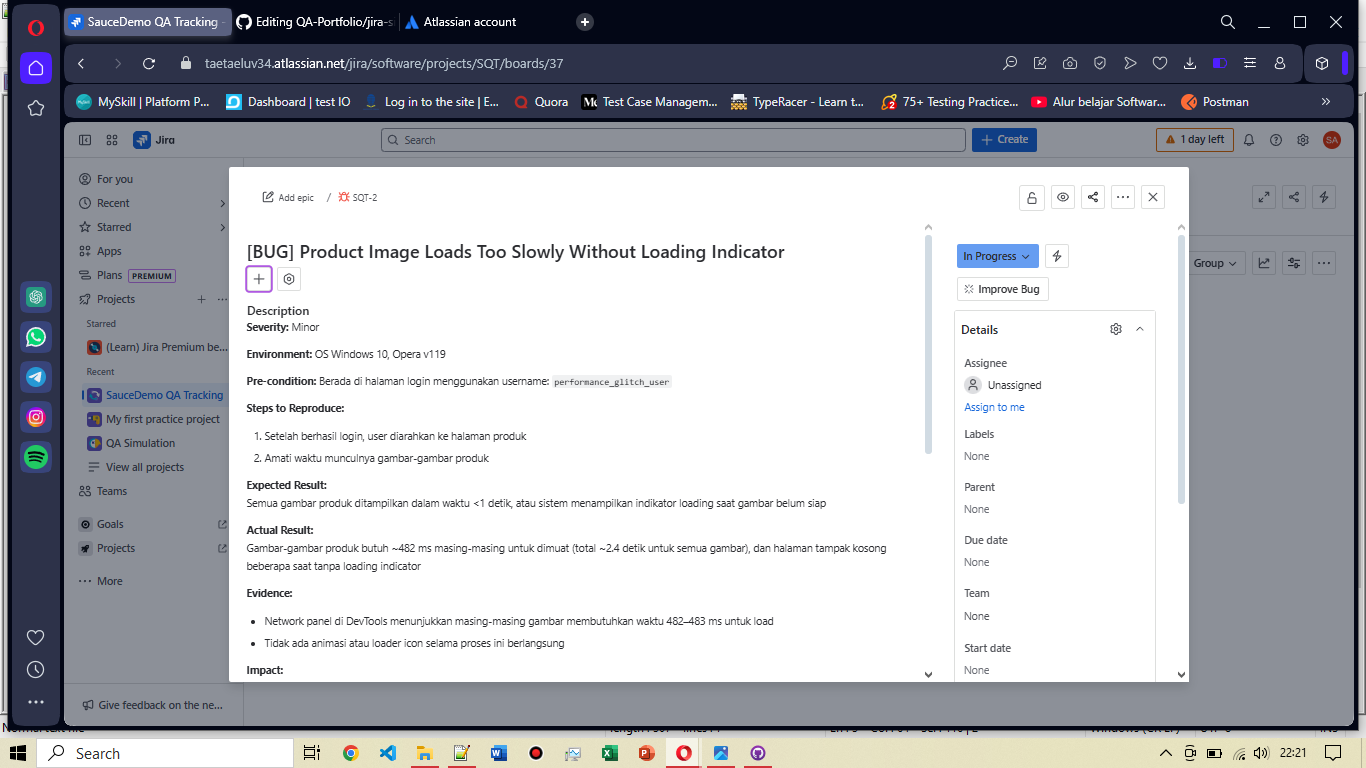 SauceDemo QA Tracking -
Editing QA-Portfolio/jira-s
Atlassian account
taetaeluv34.atlassian.net/jira/software/projects/SQT/boards/37
MySkill | Platform P...
Dashboard | test IO
Log in to the site | E...
Quora
Test Case Managem...
TypeRacer - Learn t...
75+ Testing Practice...
Alur belajar Softwar...
Postman
Jira
Search
Create
1 day left
SA
For you
Recent
Starred
Apps
Plans PREMIUM
Projects
Starred
(Learn) Jira Premium be...
Recent
SauceDemo QA Tracking
My first practice project
QA Simulation
View all projects
Teams
Goals
Projects
More
Give feedback on the ne...
Group
Add epic / SQT-2
[BUG] Product Image Loads Too Slowly Without Loading Indicator
Description
Severity: Minor
Environment: OS Windows 10, Opera v119
Pre-condition: Berada di halaman login menggunakan username: performance_glitch_user
Steps to Reproduce:
1. Setelah berhasil login, user diarahkan ke halaman produk
2. Amati waktu munculnya gambar-gambar produk
Expected Result:
Semua gambar produk ditampilkan dalam waktu <1 detik, atau sistem menampilkan indikator loading saat gambar belum siap
Actual Result:
Gambar-gambar produk butuh ~482 ms masing-masing untuk dimuat (total ~2.4 detik untuk semua gambar), dan halaman tampak kosong
beberapa saat tanpa loading indicator
Evidence:
• Network panel di DevTools menunjukkan masing-masing gambar membutuhkan waktu 482–483 ms untuk load
• Tidak ada animasi atau loader icon selama proses ini berlangsung
Impact:
In Progress
Improve Bug
Details
Assignee
Unassigned
Assign to me
Labels
None
Parent
None
Due date
None
Team
None
Start date
None
Search
22:21